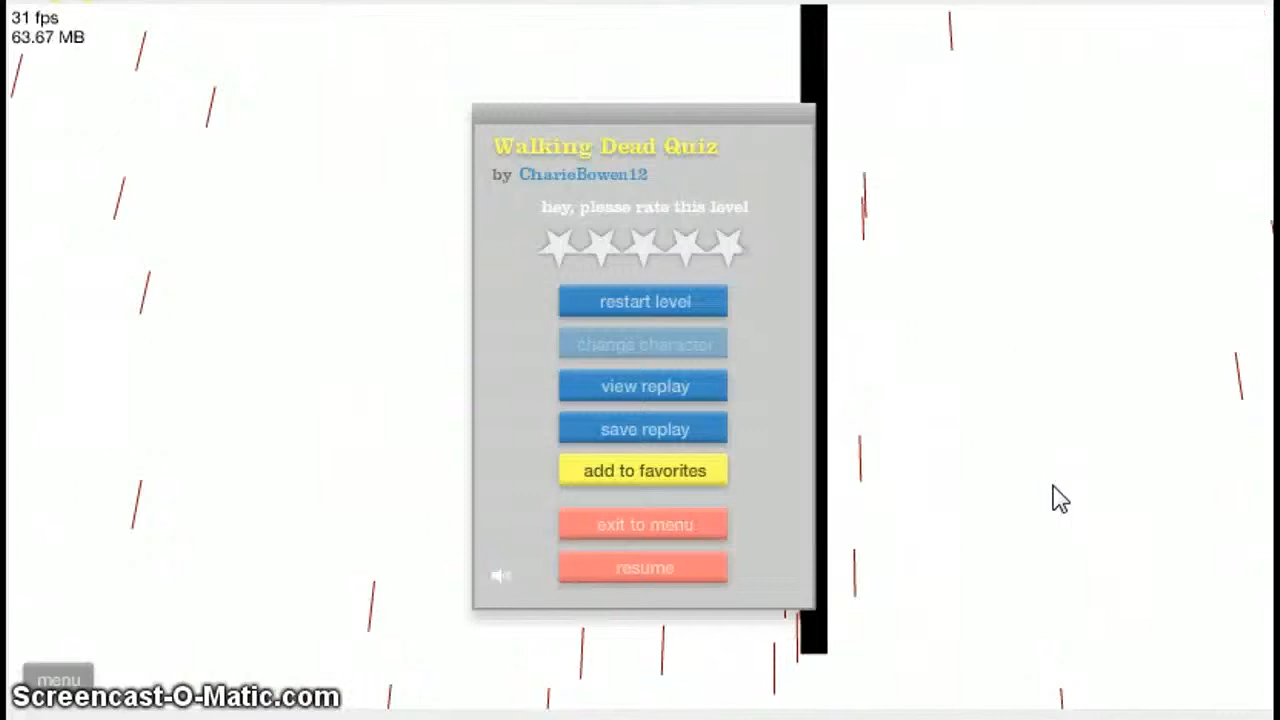 31 fps
63.67 MB
Walking Dead Quiz
by CharieBowen12
hey, please rate this level
restart level
change character
view replay
save replay
add to favorites
exit to menu
resume
menu
Screencast-O-Matic.com